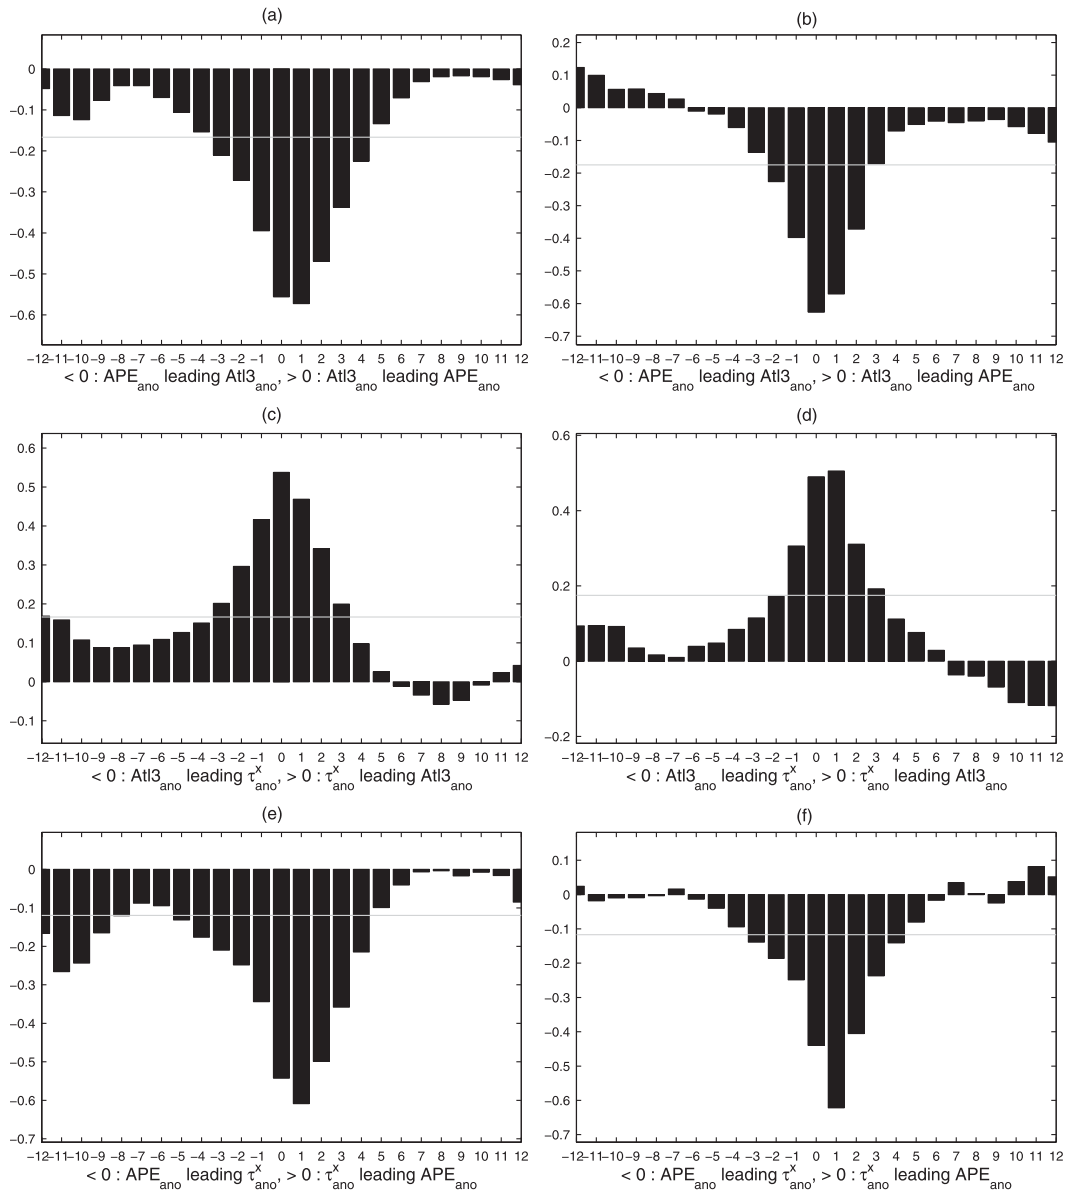 (a)
0
−0.1
−0.2
−0.3
−0.4
−0.5
−0.6
−12 −11 −10 −9 −8 −7 −6 −5 −4 −3 −2 −1 0 1 2 3 4 5 6 7 8 9 10 11 12
< 0 : APE_ano leading Atl3_ano, > 0 : Atl3_ano leading APE_ano
(b)
0.2
0.1
0
−0.1
−0.2
−0.3
−0.4
−0.5
−0.6
−0.7
−12 −11 −10 −9 −8 −7 −6 −5 −4 −3 −2 −1 0 1 2 3 4 5 6 7 8 9 10 11 12
< 0 : APE_ano leading Atl3_ano, > 0 : Atl3_ano leading APE_ano
(c)
0.6
0.5
0.4
0.3
0.2
0.1
0
−0.1
−12 −11 −10 −9 −8 −7 −6 −5 −4 −3 −2 −1 0 1 2 3 4 5 6 7 8 9 10 11 12
< 0 : Atl3_ano leading τ^x_ano, > 0 : τ^x_ano leading Atl3_ano
(d)
0.6
0.4
0.2
0
−0.2
−12 −11 −10 −9 −8 −7 −6 −5 −4 −3 −2 −1 0 1 2 3 4 5 6 7 8 9 10 11 12
< 0 : Atl3_ano leading τ^x_ano, > 0 : τ^x_ano leading Atl3_ano
(e)
0
−0.1
−0.2
−0.3
−0.4
−0.5
−0.6
−0.7
−12 −11 −10 −9 −8 −7 −6 −5 −4 −3 −2 −1 0 1 2 3 4 5 6 7 8 9 10 11 12
< 0 : APE_ano leading τ^x_ano, > 0 : τ^x_ano leading APE_ano
(f)
0.1
0
−0.1
−0.2
−0.3
−0.4
−0.5
−0.6
−0.7
−12 −11 −10 −9 −8 −7 −6 −5 −4 −3 −2 −1 0 1 2 3 4 5 6 7 8 9 10 11 12
< 0 : APE_ano leading τ^x_ano, > 0 : τ^x_ano leading APE_ano